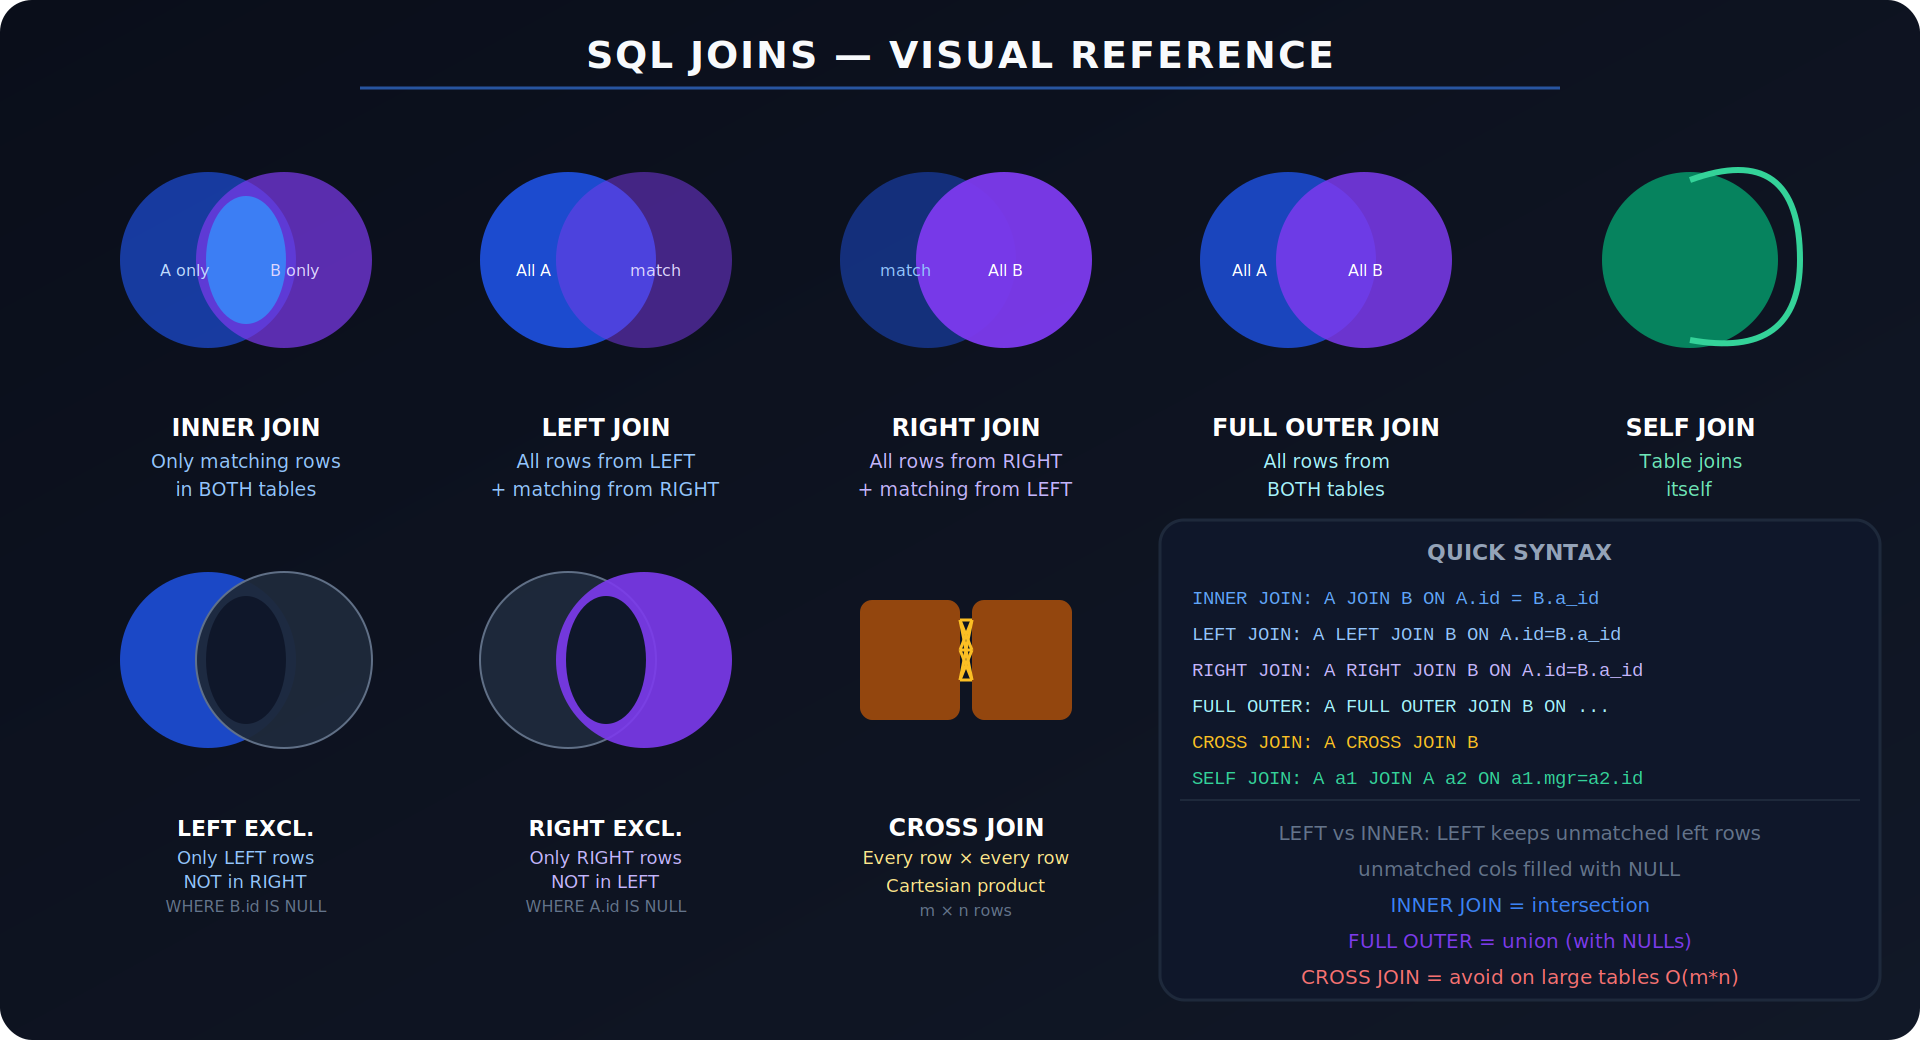 SQL JOINS — VISUAL REFERENCE
A only
B only
All A
match
match
All B
All A
All B
INNER JOIN
Only matching rows
in BOTH tables
LEFT JOIN
All rows from LEFT
+ matching from RIGHT
RIGHT JOIN
All rows from RIGHT
+ matching from LEFT
FULL OUTER JOIN
All rows from
BOTH tables
SELF JOIN
Table joins
itself
LEFT EXCL.
Only LEFT rows
NOT in RIGHT
WHERE B.id IS NULL
RIGHT EXCL.
Only RIGHT rows
NOT in LEFT
WHERE A.id IS NULL
CROSS JOIN
Every row × every row
Cartesian product
m × n rows
QUICK SYNTAX
INNER JOIN: A JOIN B ON A.id = B.a_id
LEFT JOIN: A LEFT JOIN B ON A.id=B.a_id
RIGHT JOIN: A RIGHT JOIN B ON A.id=B.a_id
FULL OUTER: A FULL OUTER JOIN B ON ...
CROSS JOIN: A CROSS JOIN B
SELF JOIN: A a1 JOIN A a2 ON a1.mgr=a2.id
LEFT vs INNER: LEFT keeps unmatched left rows
unmatched cols filled with NULL
INNER JOIN = intersection
FULL OUTER = union (with NULLs)
CROSS JOIN = avoid on large tables O(m*n)